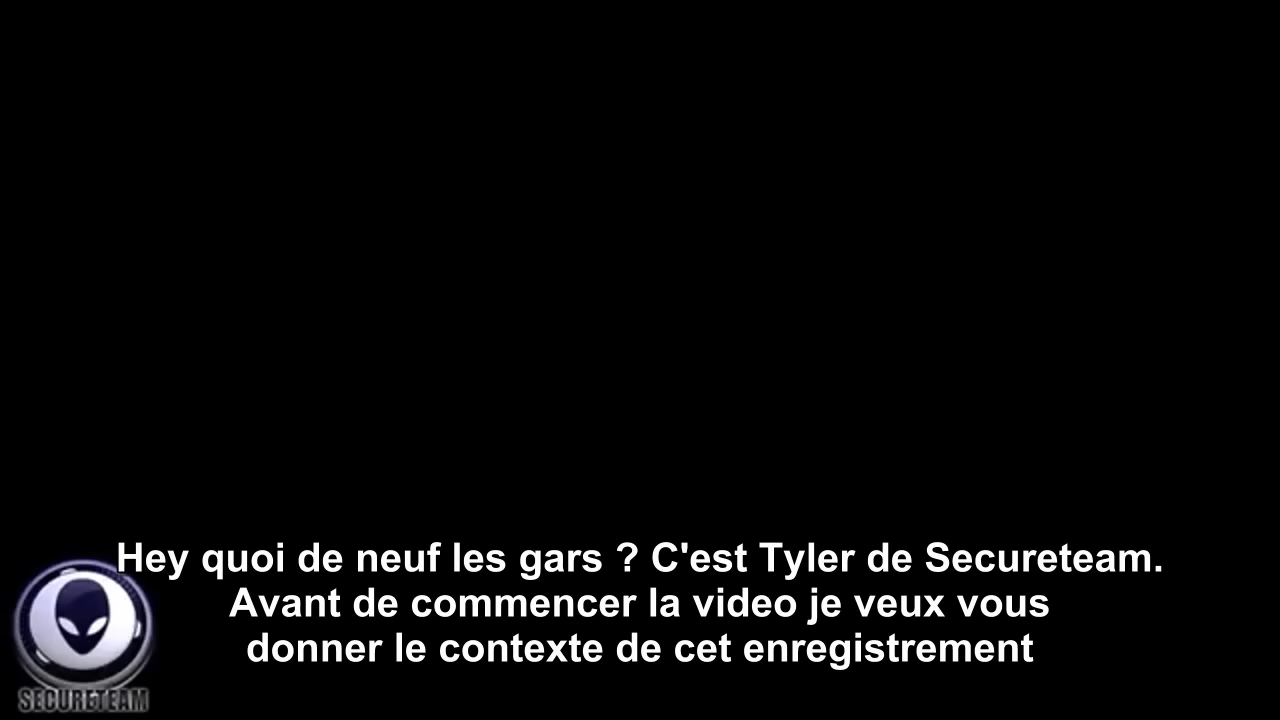 Hey quoi de neuf les gars ? C'est Tyler de Secureteam.
Avant de commencer la video je veux vous
donner le contexte de cet enregistrement
SECURETEAM